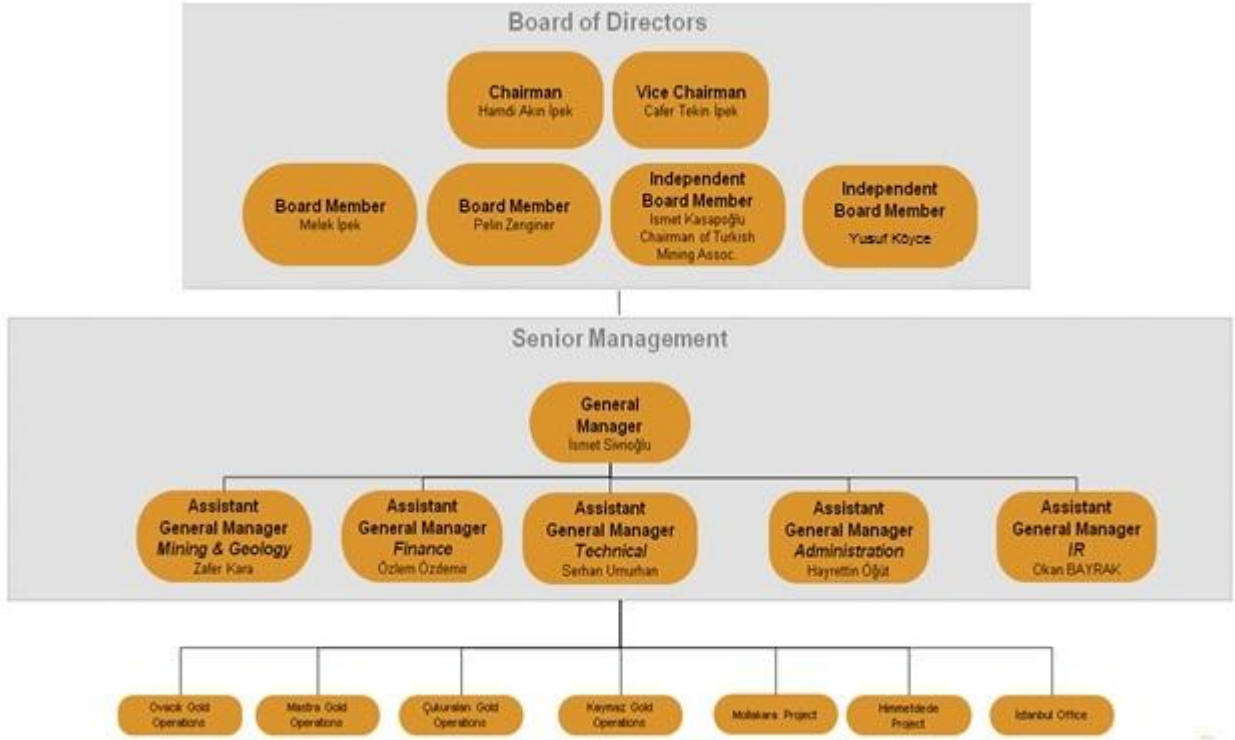 Board of Directors
Chairman
Hamdi Akın İpek
Vice Chairman
Cafer Tekin İpek
Board Member
Melek İpek
Board Member
Pelin Zenginer
Independent
Board Member
İsmet Kasapoğlu
Chairman of Turkish
Mining Assoc.
Independent
Board Member
Yusuf Köyce
Senior Management
General
Manager
İsmet Sivrioğlu
Assistant
General Manager
Mining & Geology
Zafer Kara
Assistant
General Manager
Finance
Özlem Özdemir
Assistant
General Manager
Technical
Serhan Umurhan
Assistant
General Manager
Administration
Hayrettin Öğüt
Assistant
General Manager
IR
Okan BAYRAK
Ovacık Gold
Operations
Mastra Gold
Operations
Çukuralan Gold
Operations
Kaymaz Gold
Operations
Mollakara Project
Himmetdede
Project
İstanbul Office